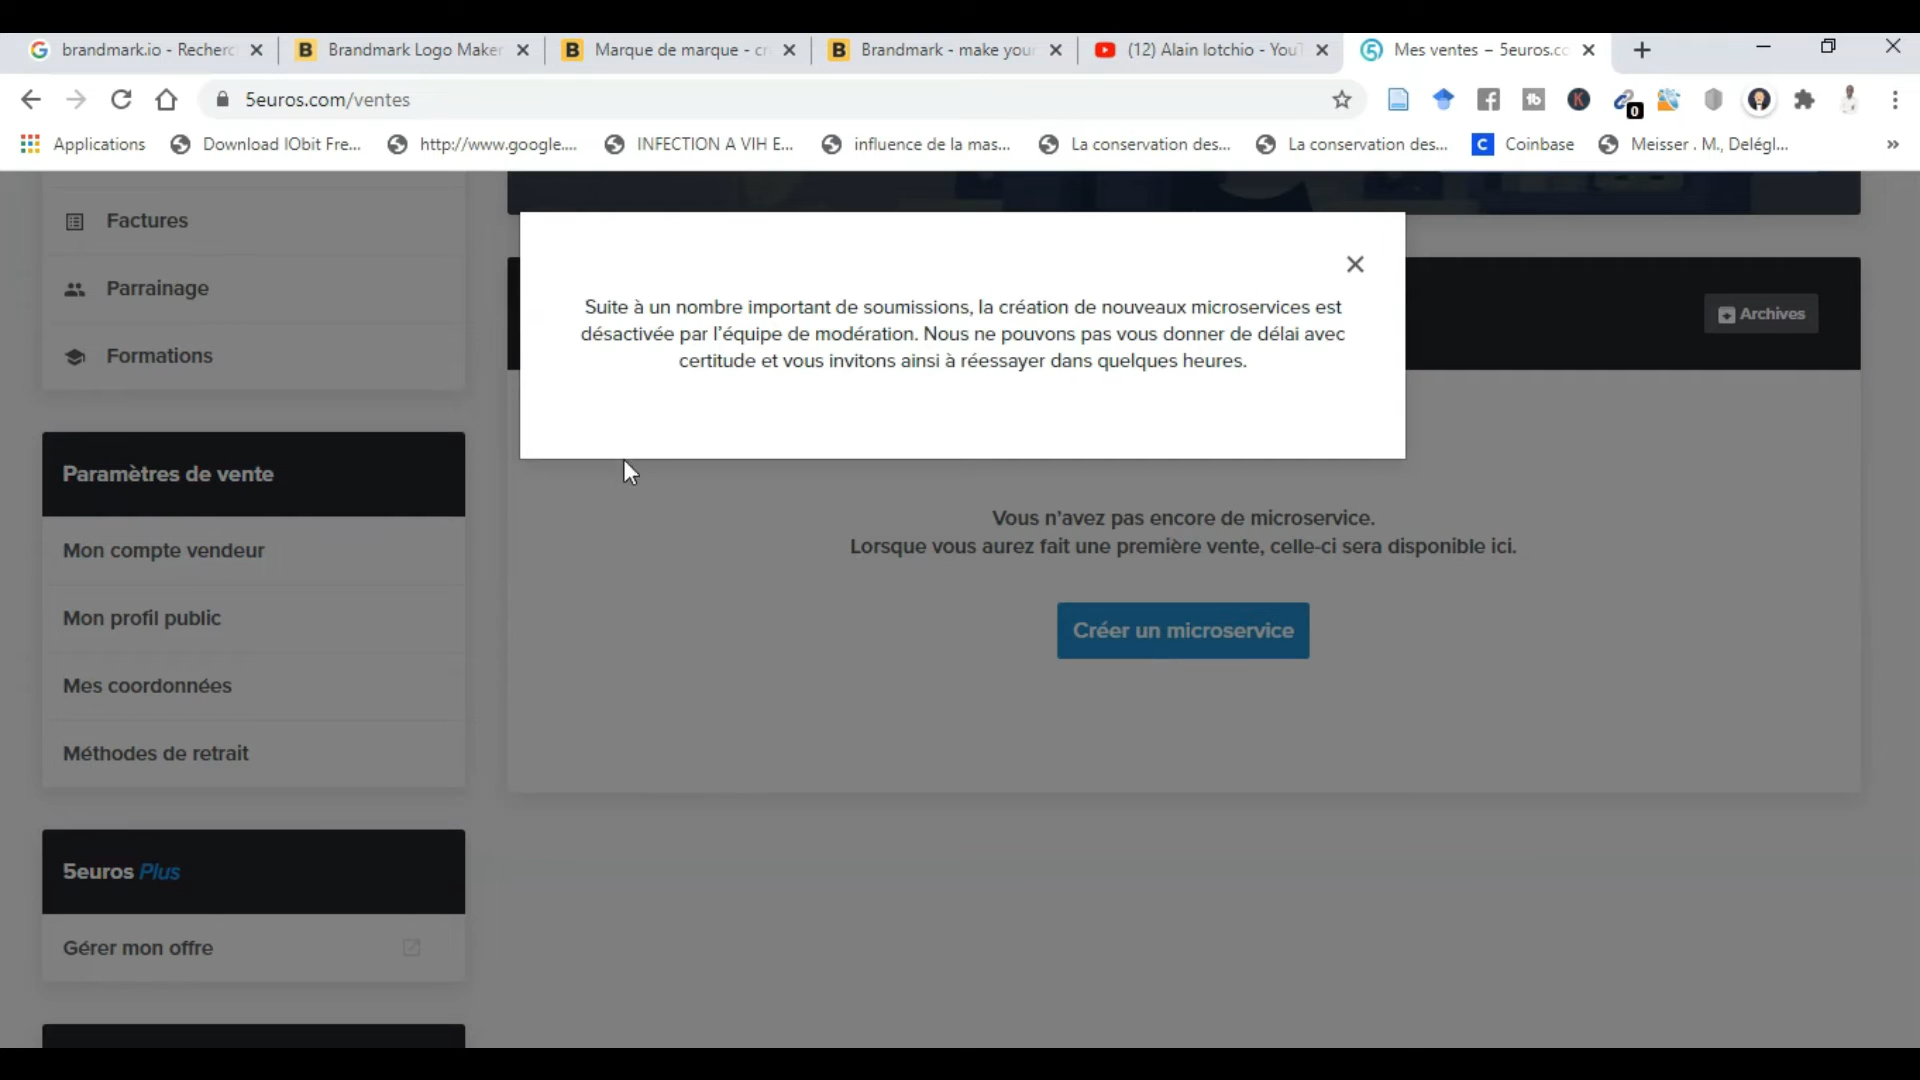 brandmark.io - Recherc
Brandmark Logo Maker
Marque de marque - cr
Brandmark - make your
(12) Alain Iotchio - YouT
Mes ventes – 5euros.co
5euros.com/ventes
0
Applications
Download IObit Fre...
http://www.google....
INFECTION A VIH E...
influence de la mas...
La conservation des...
La conservation des...
Coinbase
Meisser . M., Delégl...
»
Factures
Parrainage
Formations
Archives
Suite à un nombre important de soumissions, la création de nouveaux microservices est
désactivée par l’équipe de modération. Nous ne pouvons pas vous donner de délai avec
certitude et vous invitons ainsi à réessayer dans quelques heures.
Paramètres de vente
Mon compte vendeur
Mon profil public
Mes coordonnées
Méthodes de retrait
Vous n’avez pas encore de microservice.
Lorsque vous aurez fait une première vente, celle-ci sera disponible ici.
Créer un microservice
5euros Plus
Gérer mon offre